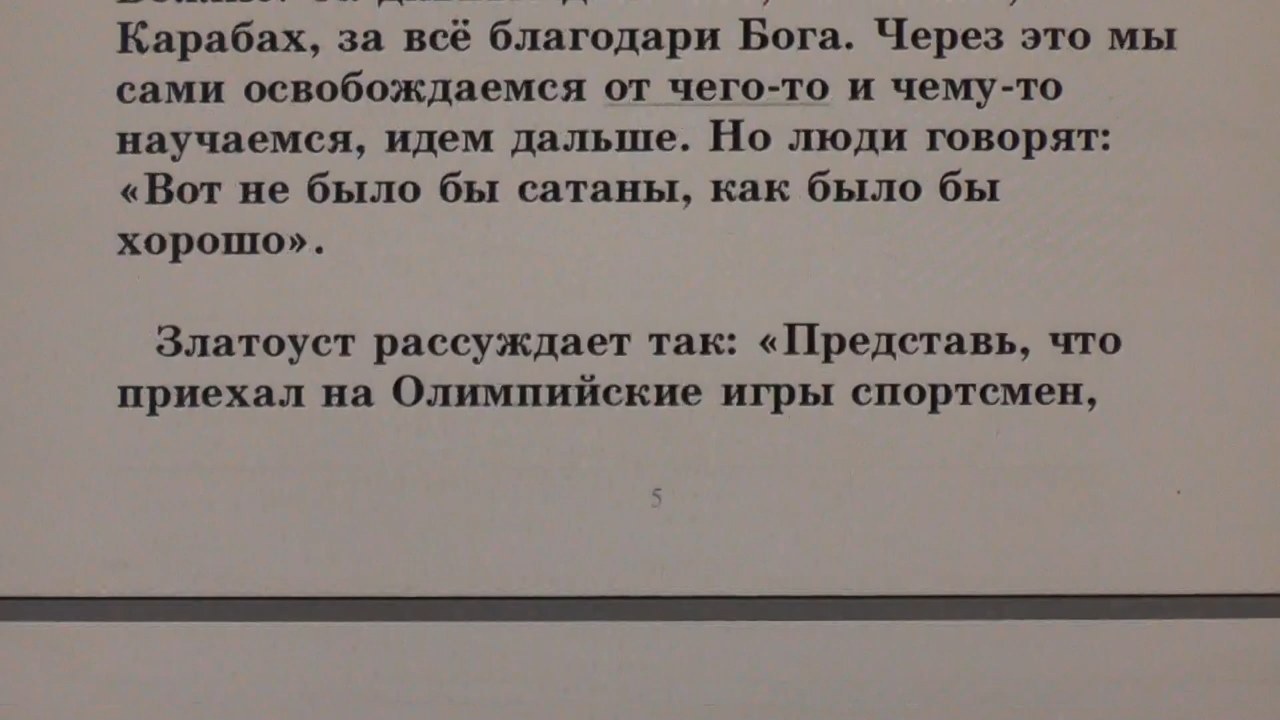 Карабах, за всё благодари Бога. Через это мы
сами освобождаемся от чего-то и чему-то
научаемся, идем дальше. Но люди говорят:
«Вот не было бы сатаны, как было бы
хорошо».
Златоуст рассуждает так: «Представь, что
приехал на Олимпийские игры спортсмен,
5